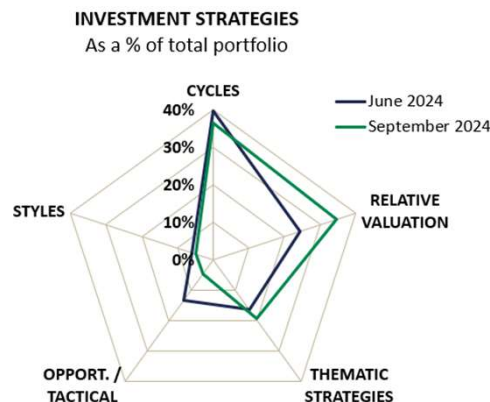 INVESTMENT STRATEGIES
As a % of total portfolio
CYCLES
40%
30%
20%
10%
0%
June 2024
September 2024
RELATIVE
VALUATION
STYLES
OPPORT. /
TACTICAL
THEMATIC
STRATEGIES